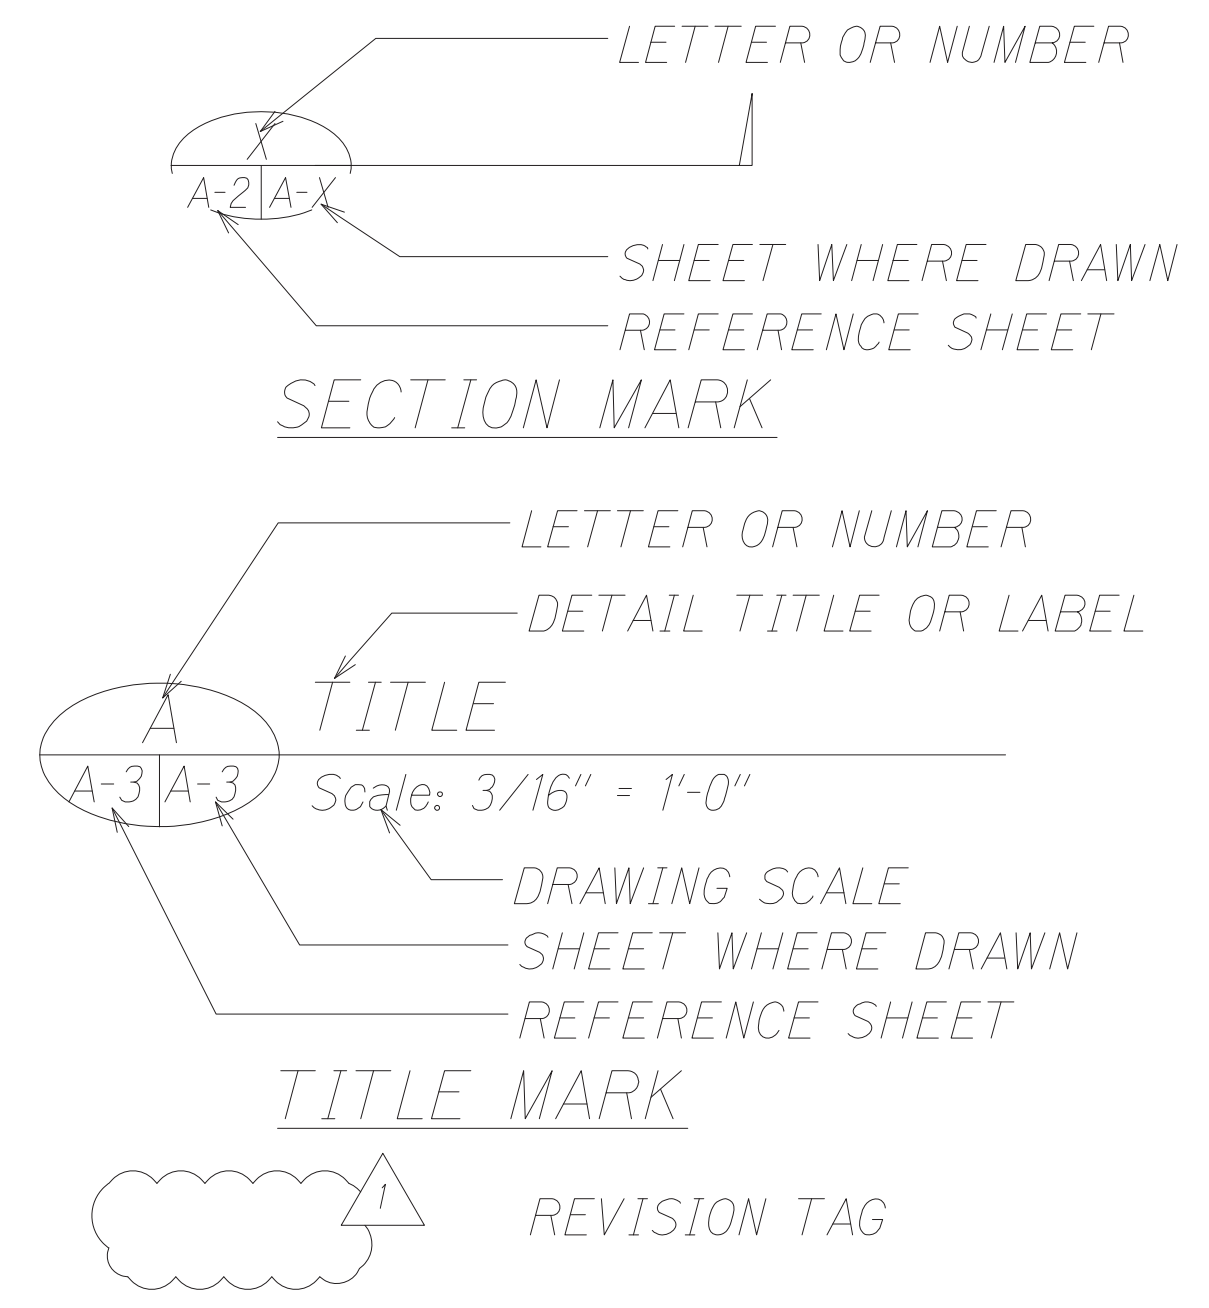 LETTER OR NUMBER
X
A-2 A-X
SHEET WHERE DRAWN
REFERENCE SHEET
SECTION MARK
LETTER OR NUMBER
DETAIL TITLE OR LABEL
A
TITLE
A-3 A-3
Scale: 3/16" = 1'-0"
DRAWING SCALE
SHEET WHERE DRAWN
REFERENCE SHEET
TITLE MARK
1
REVISION TAG